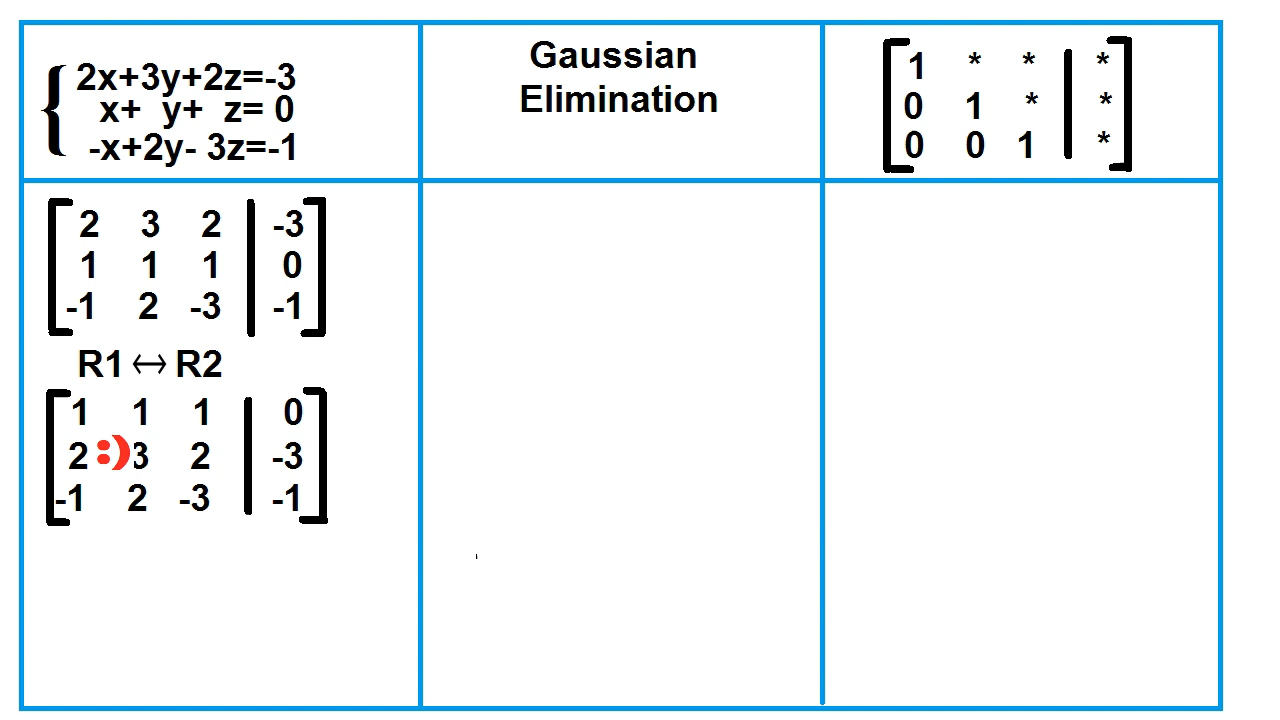 2x+3y+2z=-3
x+ y+ z= 0
-x+2y- 3z=-1
Gaussian
Elimination
1 * * | *
0 1 * | *
0 0 1 | *
2 3 2 | -3
1 1 1 | 0
-1 2 -3 | -1
R1 ↔ R2
1 1 1 | 0
2 :) 3 2 | -3
-1 2 -3 | -1